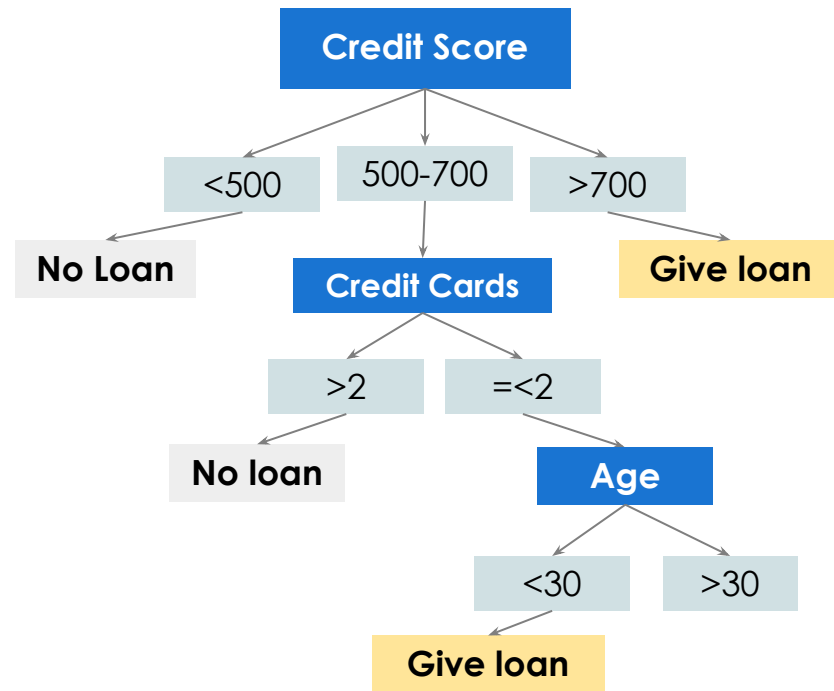 Credit Score
<500
500-700
>700
No Loan
Give loan
Credit Cards
>2
=<2
No loan
Age
<30
>30
Give loan